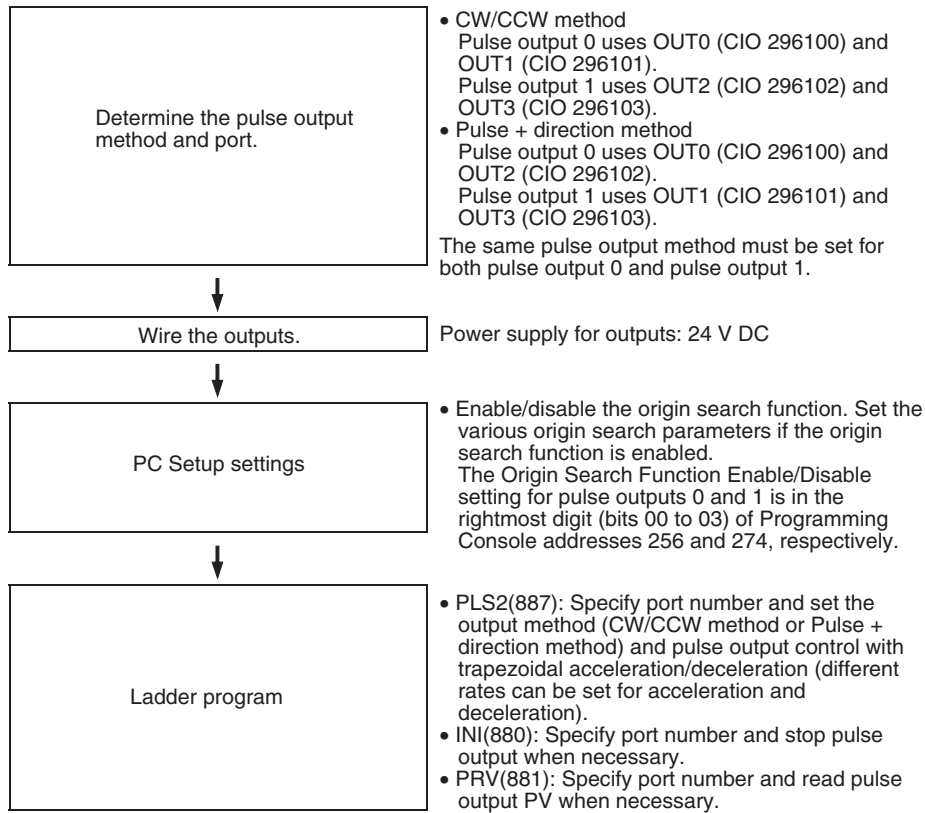 Determine the pulse output
method and port.
• CW/CCW method
Pulse output 0 uses OUT0 (CIO 296100) and
OUT1 (CIO 296101).
Pulse output 1 uses OUT2 (CIO 296102) and
OUT3 (CIO 296103).
• Pulse + direction method
Pulse output 0 uses OUT0 (CIO 296100) and
OUT2 (CIO 296102).
Pulse output 1 uses OUT1 (CIO 296101) and
OUT3 (CIO 296103).
The same pulse output method must be set for
both pulse output 0 and pulse output 1.
Wire the outputs.
Power supply for outputs: 24 V DC
PC Setup settings
• Enable/disable the origin search function. Set the
various origin search parameters if the origin
search function is enabled.
The Origin Search Function Enable/Disable
setting for pulse outputs 0 and 1 is in the
rightmost digit (bits 00 to 03) of Programming
Console addresses 256 and 274, respectively.
Ladder program
• PLS2(887): Specify port number and set the
output method (CW/CCW method or Pulse +
direction method) and pulse output control with
trapezoidal acceleration/deceleration (different
rates can be set for acceleration and
deceleration).
• INI(880): Specify port number and stop pulse
output when necessary.
• PRV(881): Specify port number and read pulse
output PV when necessary.